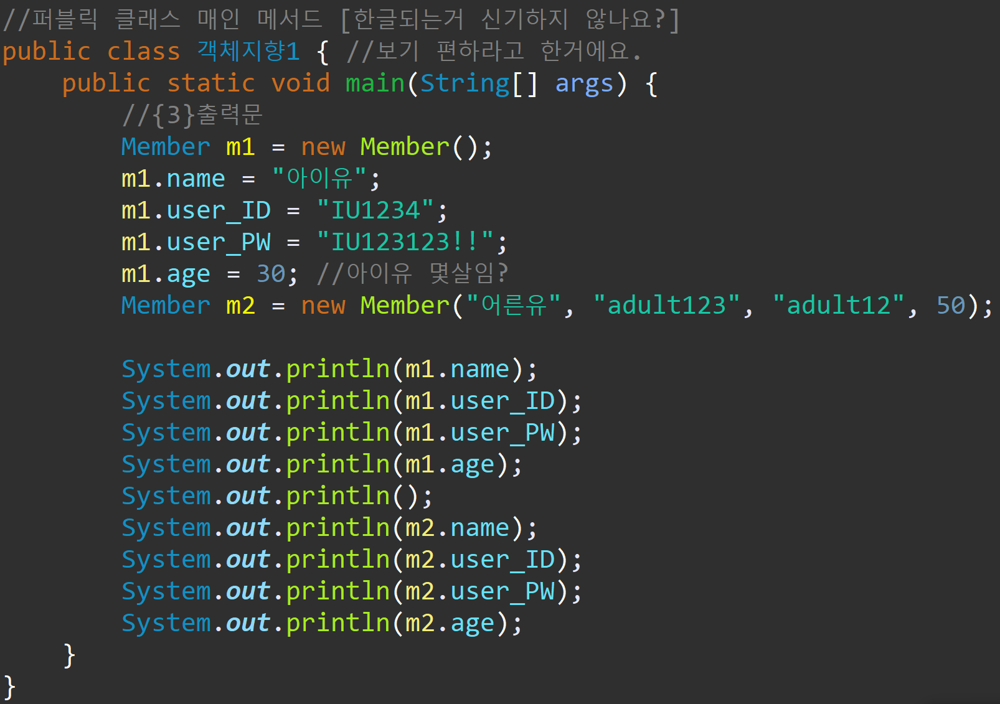 //퍼블릭 클래스 매인 메서드 [한글되는거 신기하지 않나요?]
public class 객체지향1 { //보기 편하라고 한거에요.
    public static void main(String[] args) {
        //{3}출력문
        Member m1 = new Member();
        m1.name = "아이유";
        m1.user_ID = "IU1234";
        m1.user_PW = "IU123123!!";
        m1.age = 30; //아이유 몇살임?
        Member m2 = new Member("어른유", "adult123", "adult12", 50);

        System.out.println(m1.name);
        System.out.println(m1.user_ID);
        System.out.println(m1.user_PW);
        System.out.println(m1.age);
        System.out.println();
        System.out.println(m2.name);
        System.out.println(m2.user_ID);
        System.out.println(m2.user_PW);
        System.out.println(m2.age);
    }
}